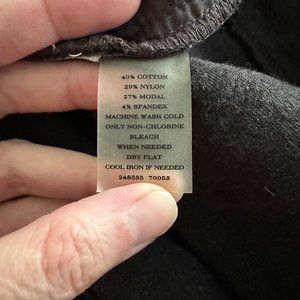 40% COTTON
29% NYLON
27% MODAL
4% SPANDEX
MACHINE WASH COLD
ONLY NON-CHLORINE
BLEACH
WHEN NEEDED
DRY FLAT
COOL IRON IF NEEDED
248535 70053